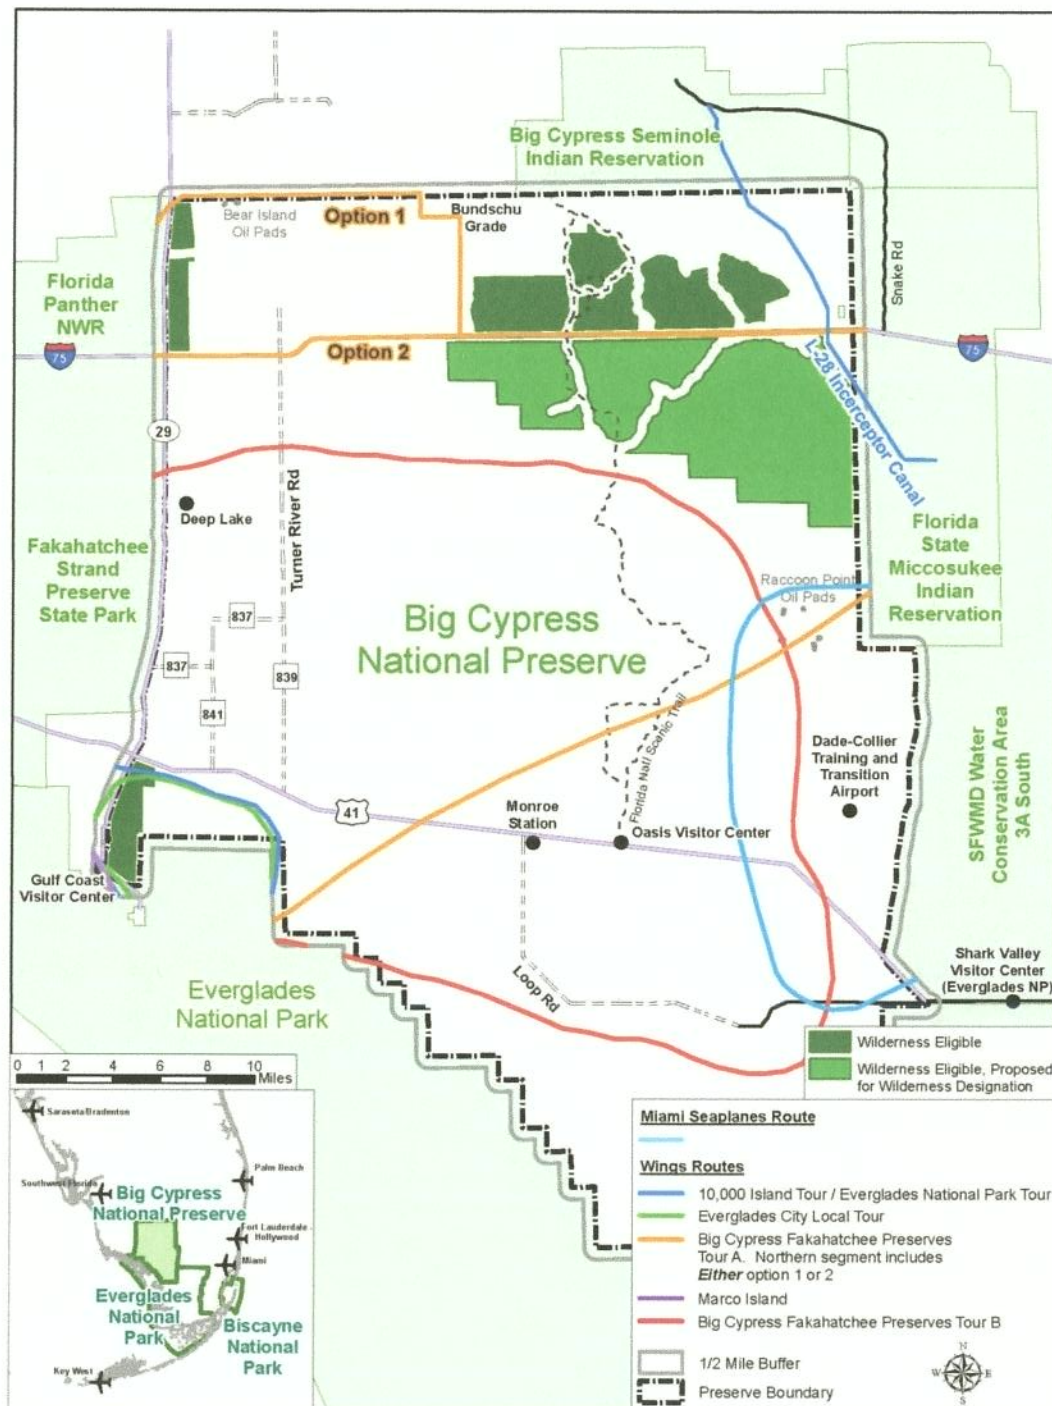 Big Cypress Seminole
Indian Reservation
Bear Island
Oil Pads
Option 1
Bundschu
Grade
Snake Rd
Florida
Panther
NWR
75
Option 2
75
L-28 Incerceptor Canal
29
Turner River Rd
Deep Lake
Fakahatchee
Strand
Preserve
State Park
Florida
State
Miccosukee
Indian
Reservation
Raccoon Point
Oil Pads
Big Cypress
National Preserve
837
837
839
841
Florida Natl Scenic Trail
Dade-Collier
Training and
Transition
Airport
SFWMD Water
Conservation Area
3A South
41
Monroe
Station
Oasis Visitor Center
Gulf Coast
Visitor Center
Loop Rd
Shark Valley
Visitor Center
(Everglades NP)
Everglades
National Park
Wilderness Eligible
Wilderness Eligible, Proposed
for Wilderness Designation
0 1 2 4 6 8 10
Miles
Sarasota/Bradenton
Palm Beach
Southwest Florida
Big Cypress
National Preserve
Fort Lauderdale -
Hollywood
Miami
Everglades
National
Park
Biscayne
National
Park
Key West
Miami Seaplanes Route
Wings Routes
10,000 Island Tour / Everglades National Park Tour
Everglades City Local Tour
Big Cypress Fakahatchee Preserves
Tour A. Northern segment includes
Either option 1 or 2
Marco Island
Big Cypress Fakahatchee Preserves Tour B
1/2 Mile Buffer
Preserve Boundary
N
W E
S